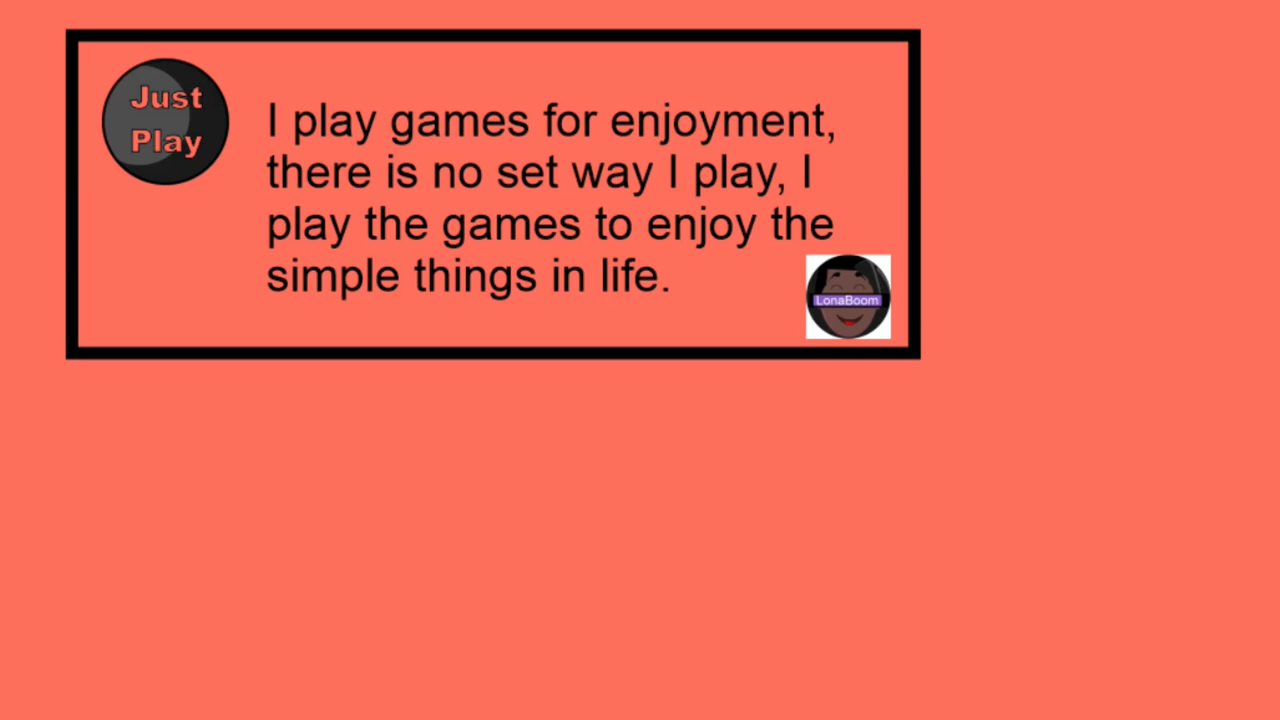 Just
Play
I play games for enjoyment,
there is no set way I play, I
play the games to enjoy the
simple things in life.
LonaBoom